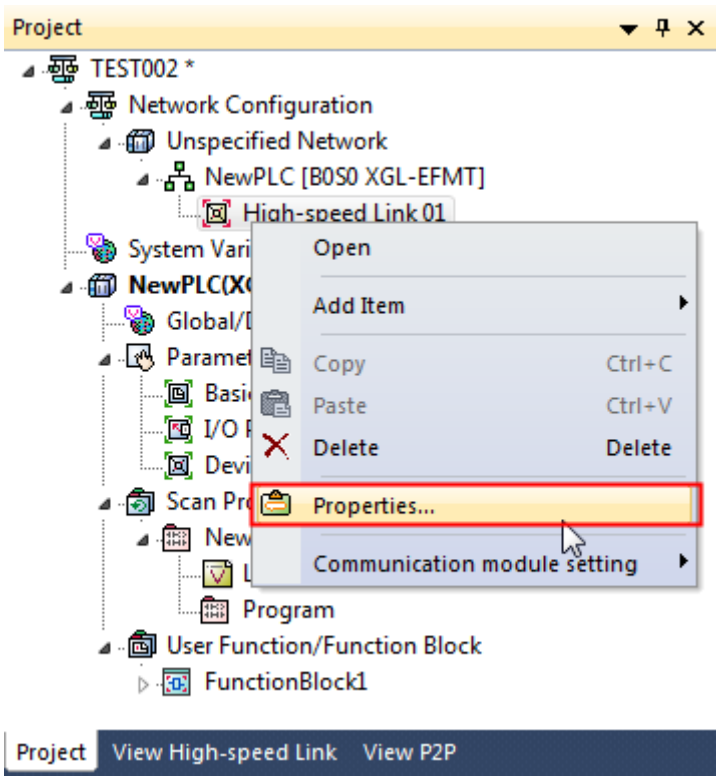 Project
TEST002 *
Network Configuration
Unspecified Network
NewPLC [B0S0 XGL-EFMT]
High-speed Link 01
System Vari
Open
NewPLC(XG
Add Item
Global/
Paramet
Copy Ctrl+C
Basi
Paste Ctrl+V
I/O
Delete Delete
Devi
Scan Pro
Properties...
New
Communication module setting
L
Program
User Function/Function Block
FunctionBlock1
Project View High-speed Link View P2P